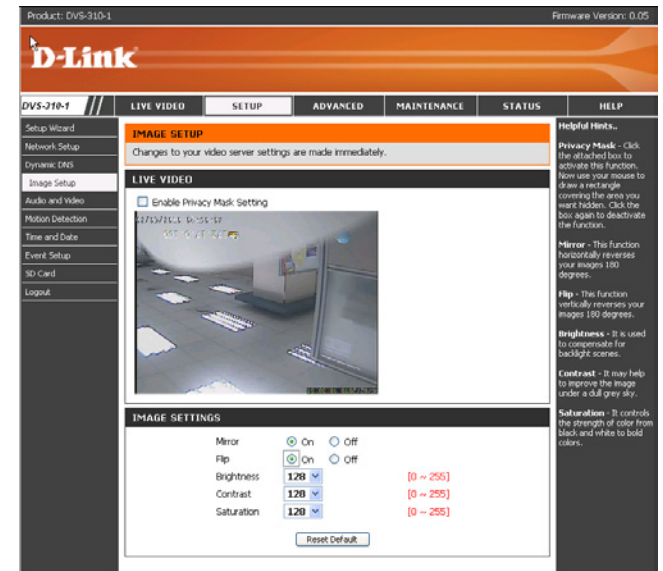 Product: DVS-310-1
Firmware Version: 0.05
D-Link
DVS-310-1
LIVE VIDEO
SETUP
ADVANCED
MAINTENANCE
STATUS
HELP
Setup Wizard
Network Setup
Dynamic DNS
Image Setup
Audio and Video
Motion Detection
Time and Date
Event Setup
SD Card
Logout
IMAGE SETUP
Changes to your video server settings are made immediately.
LIVE VIDEO
Enable Privacy Mask Setting
IMAGE SETTINGS
Mirror On Off
Flip On Off
Brightness 128 [0 ~ 255]
Contrast 128 [0 ~ 255]
Saturation 128 [0 ~ 255]
Reset Default
Helpful Hints..
Privacy Mask - Click
the attached box to
activate this function.
Now use your mouse to
draw a rectangle
covering the area you
want hidden. Click the
box again to deactivate
the function.
Mirror - This function
horizontally reverses
your images 180
degrees.
Flip - This function
vertically reverses your
images 180 degrees.
Brightness - It is used
to compensate for
backlight scenes.
Contrast - It may help
to improve the image
under a dull grey sky.
Saturation - It controls
the strength of color from
black and white to bold
colors.